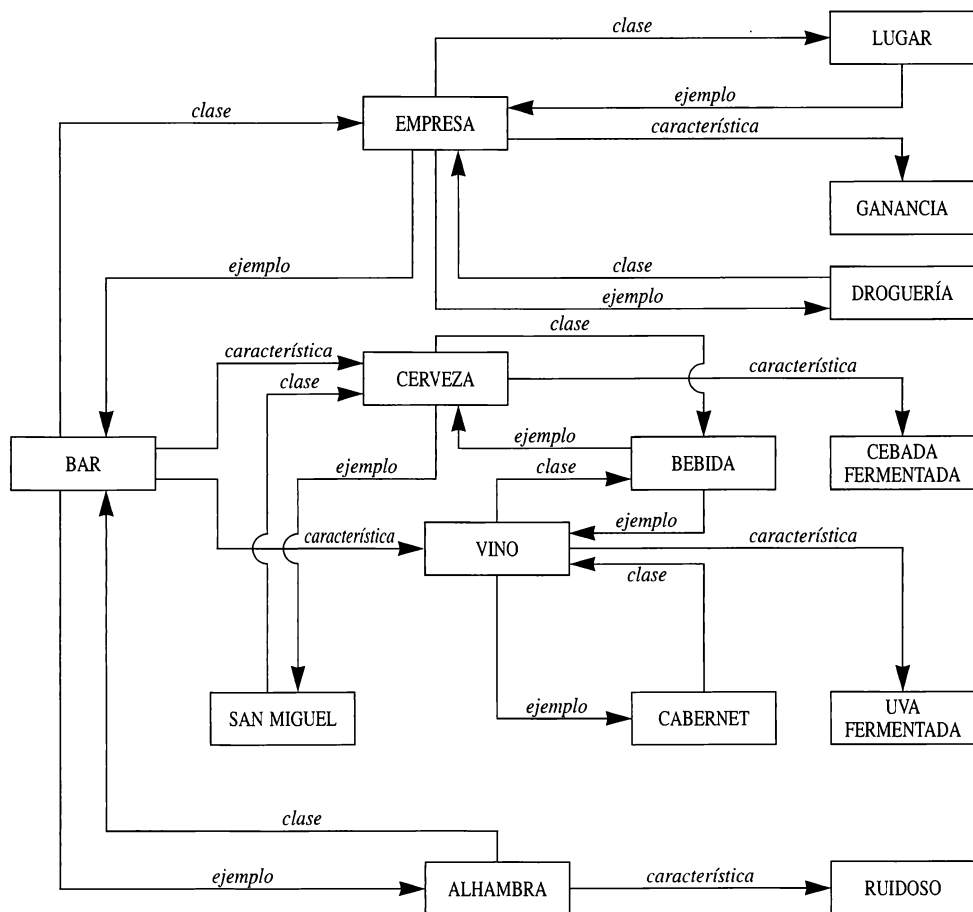 clase
LUGAR
ejemplo
clase
EMPRESA
característica
GANANCIA
ejemplo
clase
DROGUERÍA
ejemplo
clase
característica
CERVEZA
característica
clase
ejemplo
BAR
ejemplo
BEBIDA
CEBADA
FERMENTADA
clase
ejemplo
característica
VINO
característica
clase
SAN MIGUEL
ejemplo
CABERNET
UVA
FERMENTADA
clase
ejemplo
ALHAMBRA
característica
RUIDOSO